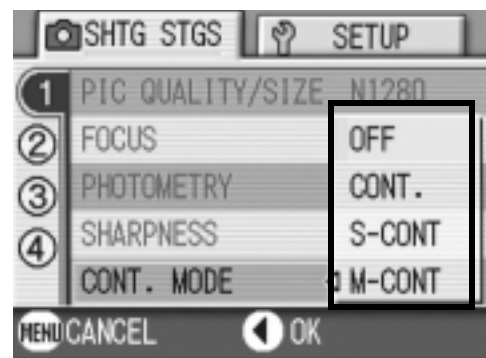 SHTG STGS SETUP
1 PIC QUALITY/SIZE N1280
2 FOCUS OFF
3 PHOTOMETRY CONT.
4 SHARPNESS S-CONT
CONT. MODE M-CONT
MENU CANCEL OK